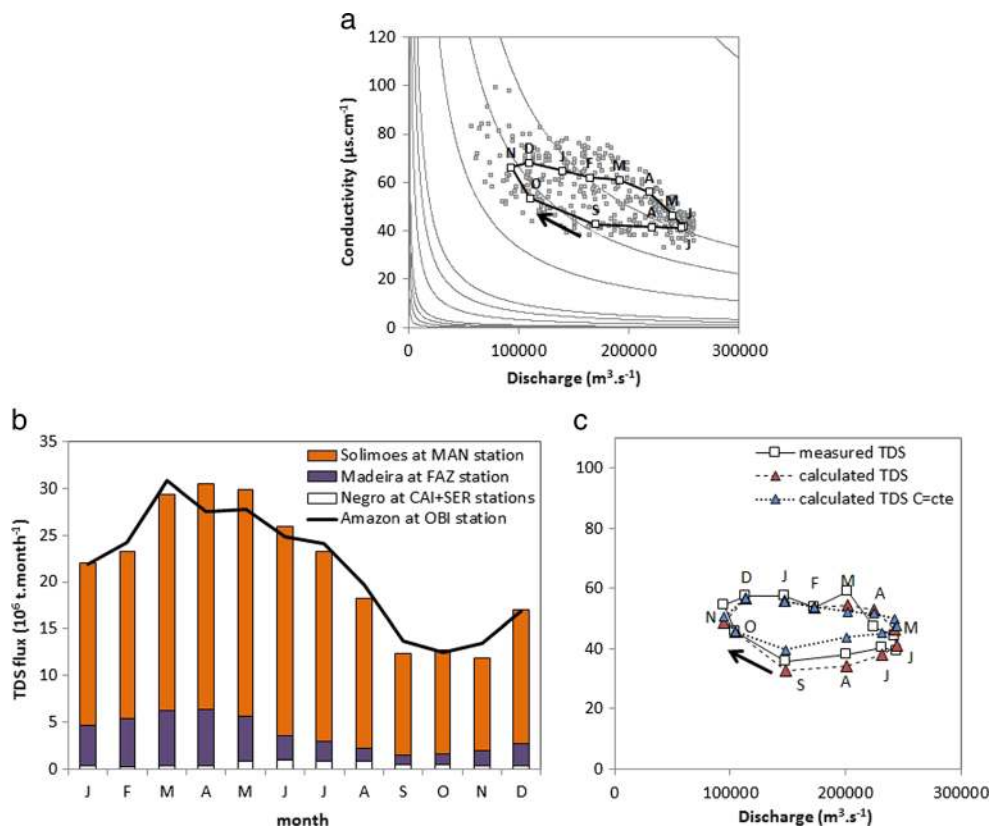 a
120
100
80
60
40
20
0
Conductivity (µs.cm-1)
N D J F M A M J
O S A J
0 100000 200000 300000
Discharge (m3.s-1)
b
35
30
25
20
15
10
5
0
TDS flux (10^6 t.month-1)
Solimoes at MAN station
Madeira at FAZ station
Negro at CAI+SER stations
Amazon at OBI station
J F M A M J J A S O N D
month
c
measured TDS
calculated TDS
calculated TDS C=cte
100
80
60
40
20
0
D J F M A
N O M
J
S A J
0 100000 200000 300000
Discharge (m3.s-1)